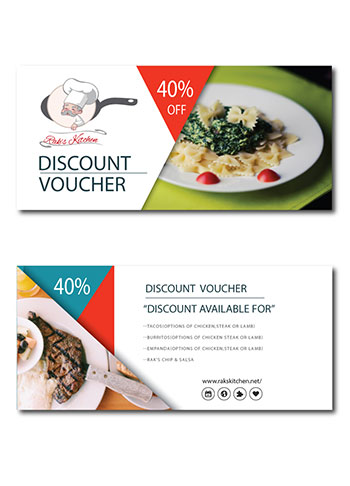 40%
OFF
Rak's Kitchen
DISCOUNT
VOUCHER
40%
DISCOUNT VOUCHER
"DISCOUNT AVAILABLE FOR"
TACOS(OPTIONS OF CHICKEN/STEAK OR LAMB)
BURRITOS(OPTIONS OF CHICKEN/STEAK OR LAMB)
EMPANDA(OPTIONS OF CHICKEN/STEAK OR LAMB)
RAK'S CHIP & SALSA
www.rakskitchen.net/